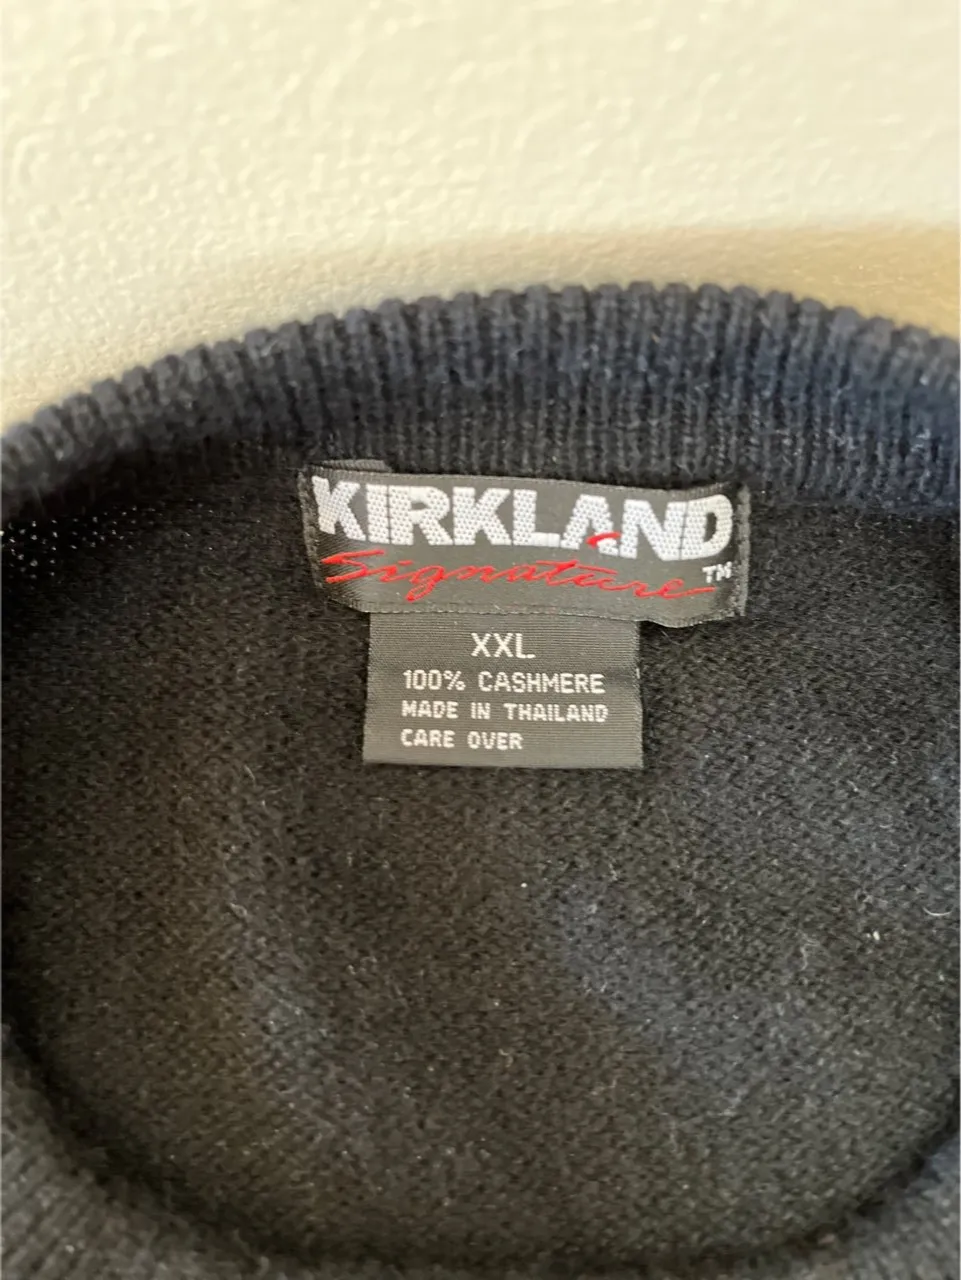 KIRKLAND
Signature™
XXL
100% CASHMERE
MADE IN THAILAND
CARE OVER